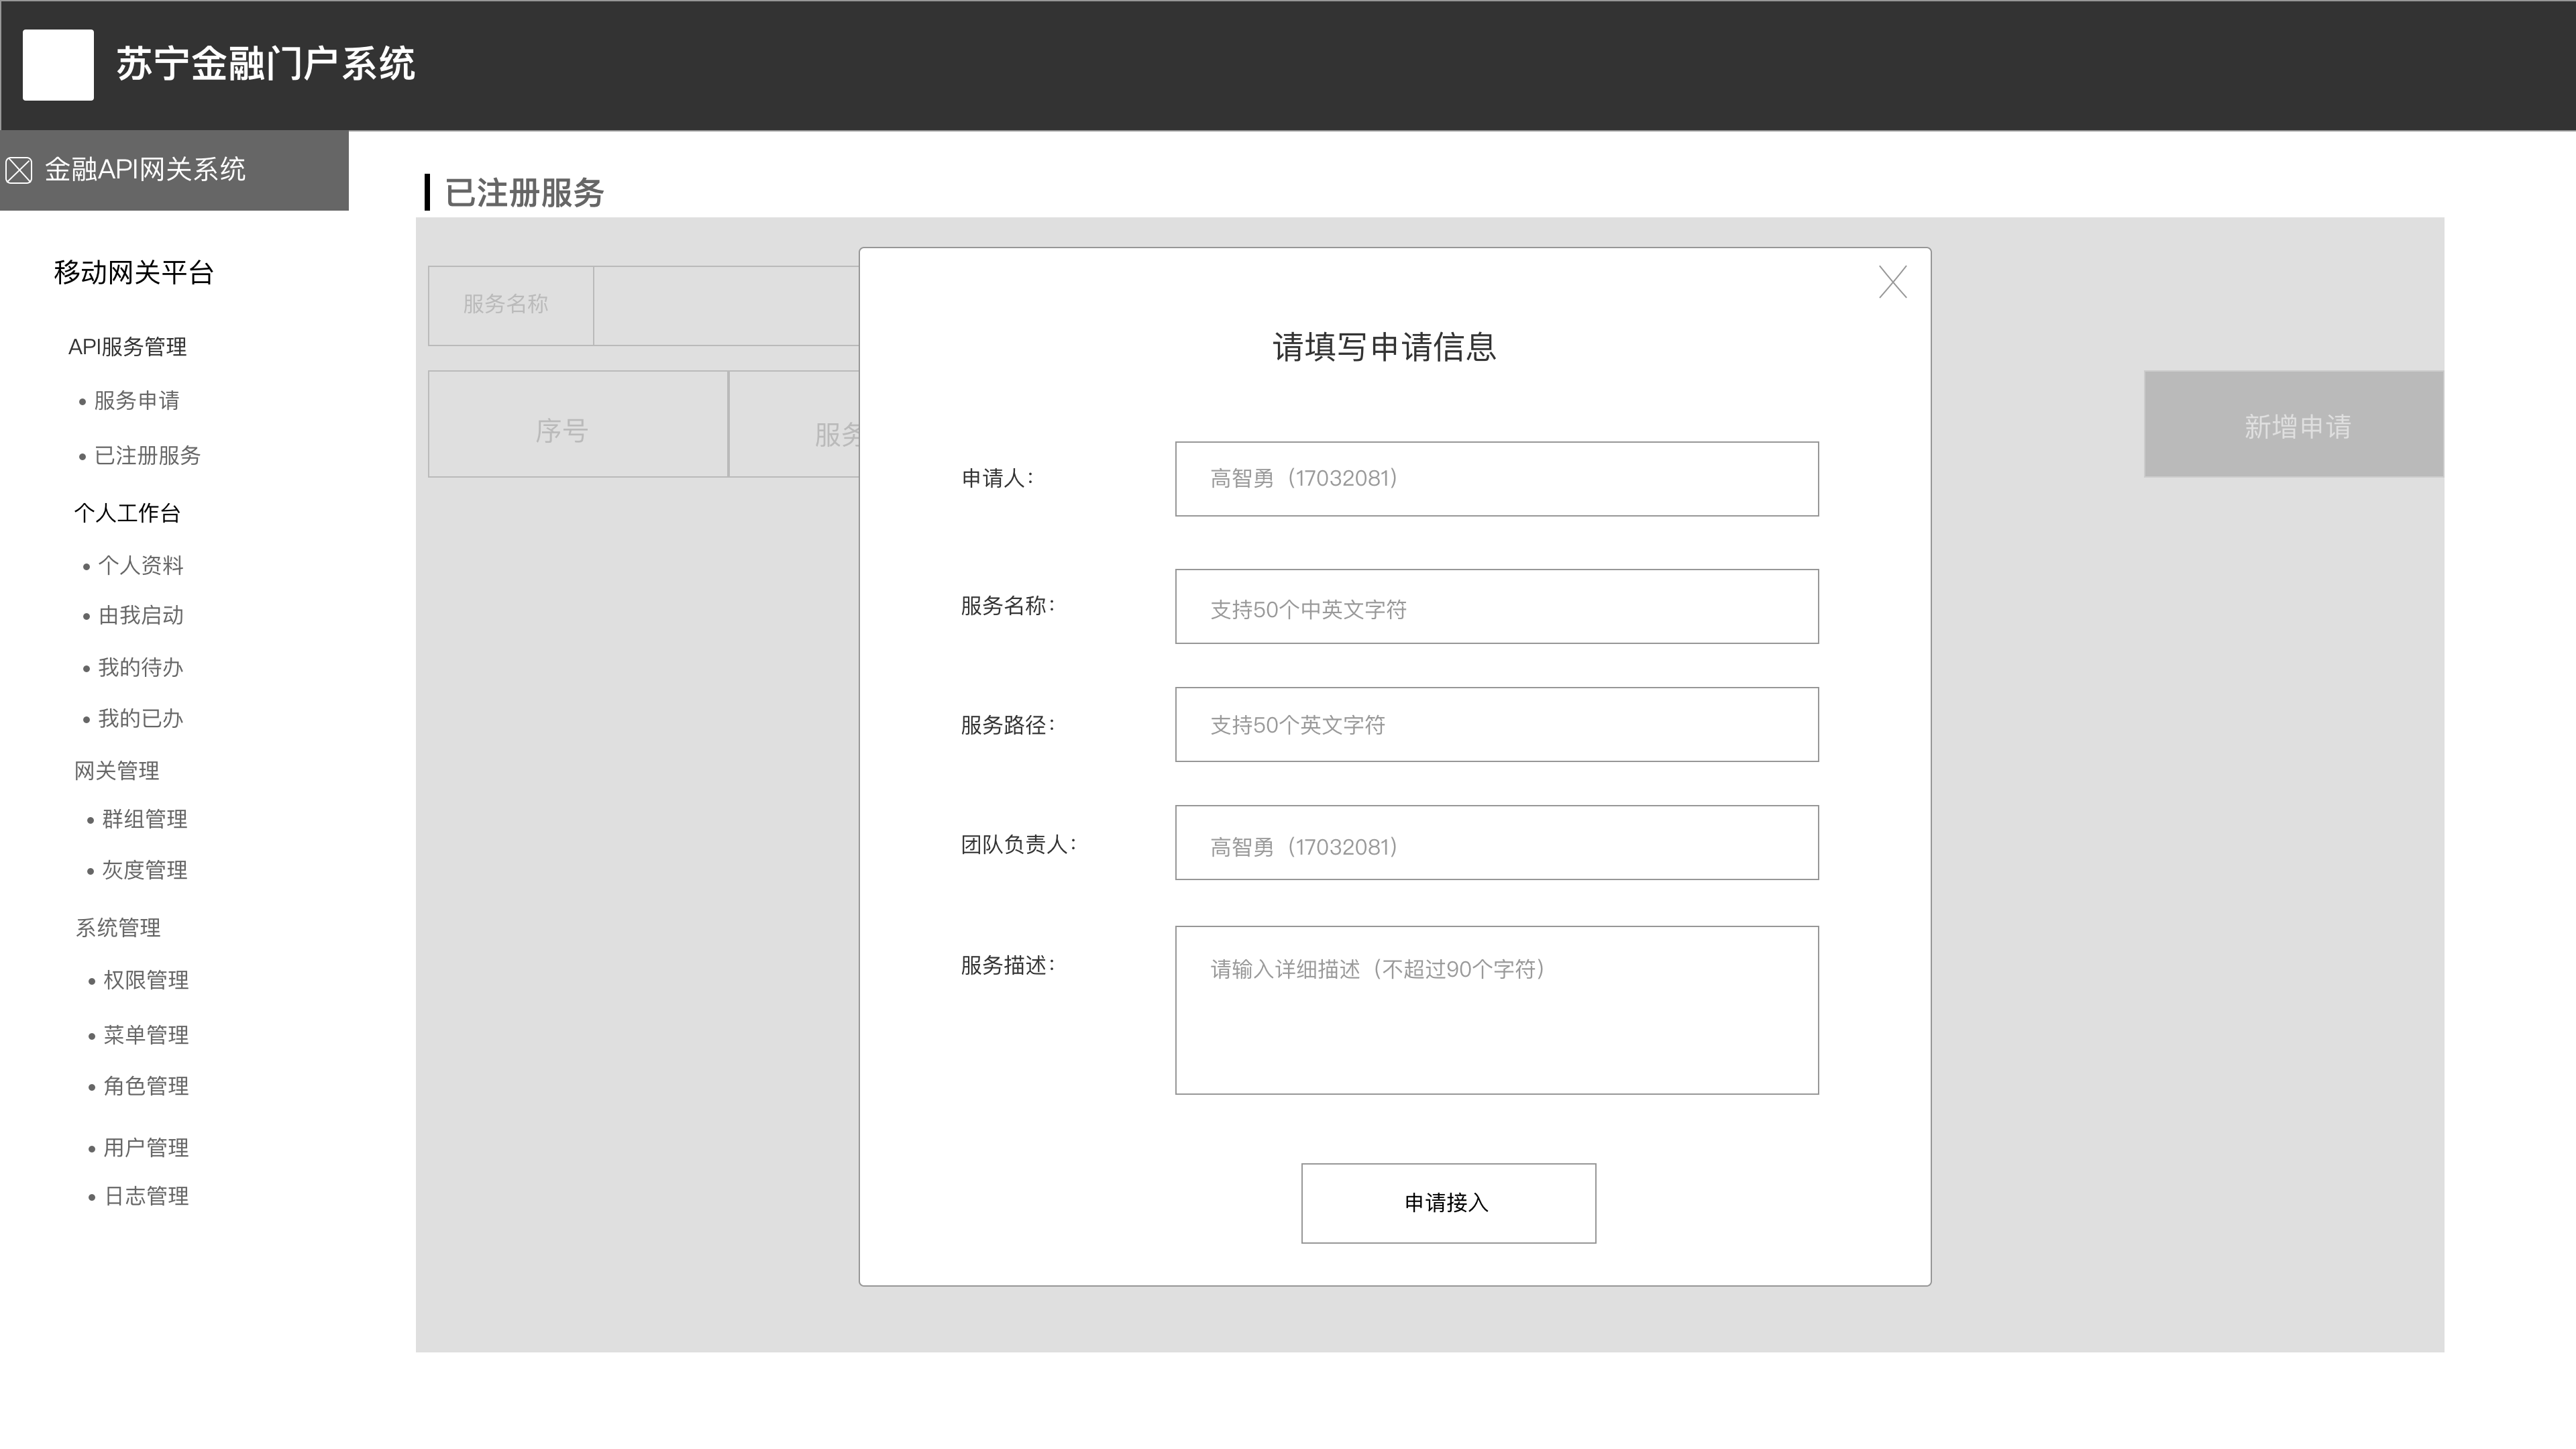 苏宁金融门户系统
金融API网关系统
移动网关平台
API服务管理
• 服务申请
• 已注册服务
个人工作台
• 个人资料
• 由我启动
• 我的待办
• 我的已办
网关管理
• 群组管理
• 灰度管理
系统管理
• 权限管理
• 菜单管理
• 角色管理
• 用户管理
• 日志管理
已注册服务
服务名称
序号
服务
新增申请
请填写申请信息
申请人：
高智勇（17032081）
服务名称：
支持50个中英文字符
服务路径：
支持50个英文字符
团队负责人：
高智勇（17032081）
服务描述：
请输入详细描述（不超过90个字符）
申请接入